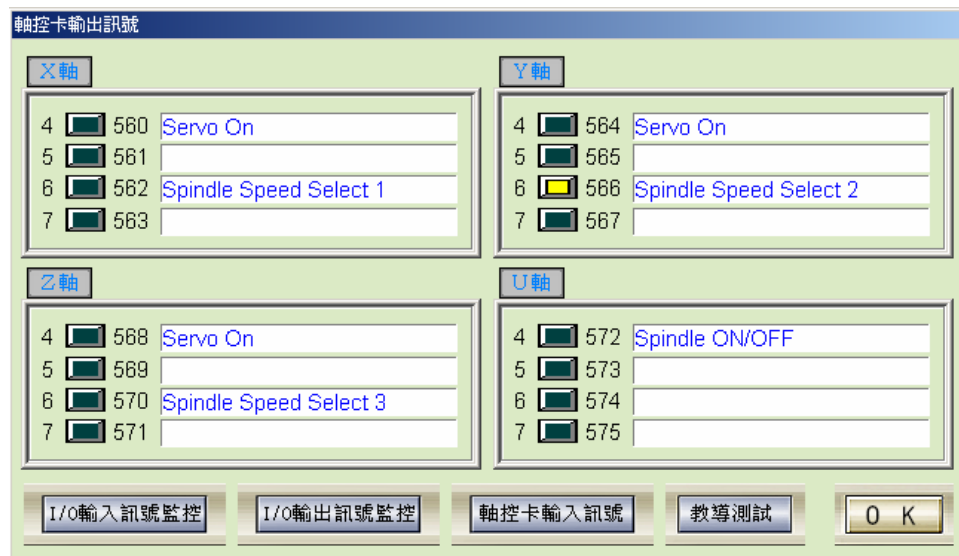 軸控卡輸出訊號
X軸
4 560 Servo On
5 561
6 562 Spindle Speed Select 1
7 563
Y軸
4 564 Servo On
5 565
6 566 Spindle Speed Select 2
7 567
Z軸
4 568 Servo On
5 569
6 570 Spindle Speed Select 3
7 571
U軸
4 572 Spindle ON/OFF
5 573
6 574
7 575
I/O輸入訊號監控
I/O輸出訊號監控
軸控卡輸入訊號
教導測試
O K